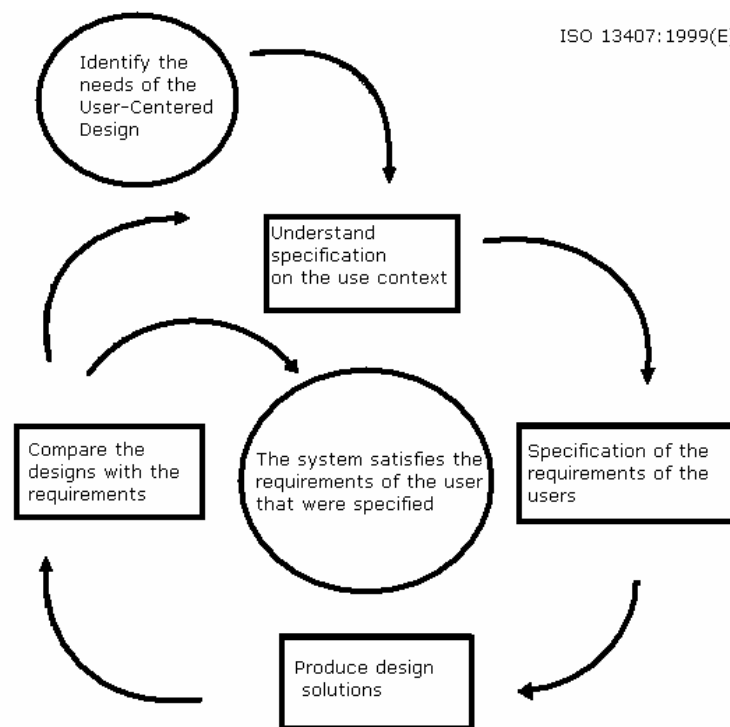 ISO 13407:1999(E)
Identify the
needs of the
User-Centered
Design
Understand
specification
on the use context
Compare the
designs with the
requirements
The system satisfies the
requirements of the user
that were specified
Specification of the
requirements of the
users
Produce design
solutions